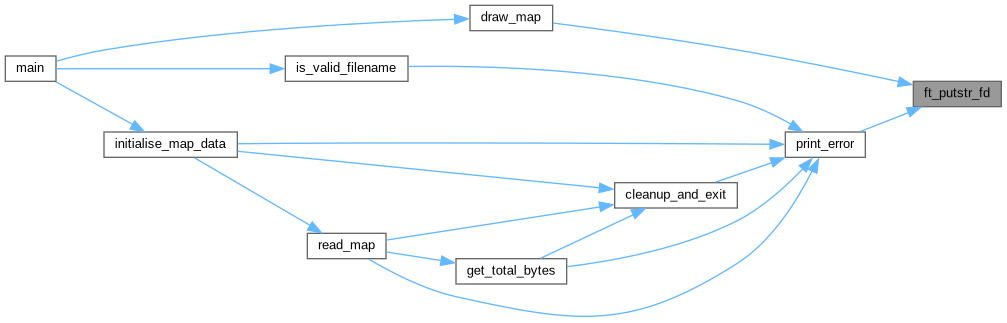 draw_map
main
is_valid_filename
ft_putstr_fd
initialise_map_data
print_error
cleanup_and_exit
read_map
get_total_bytes